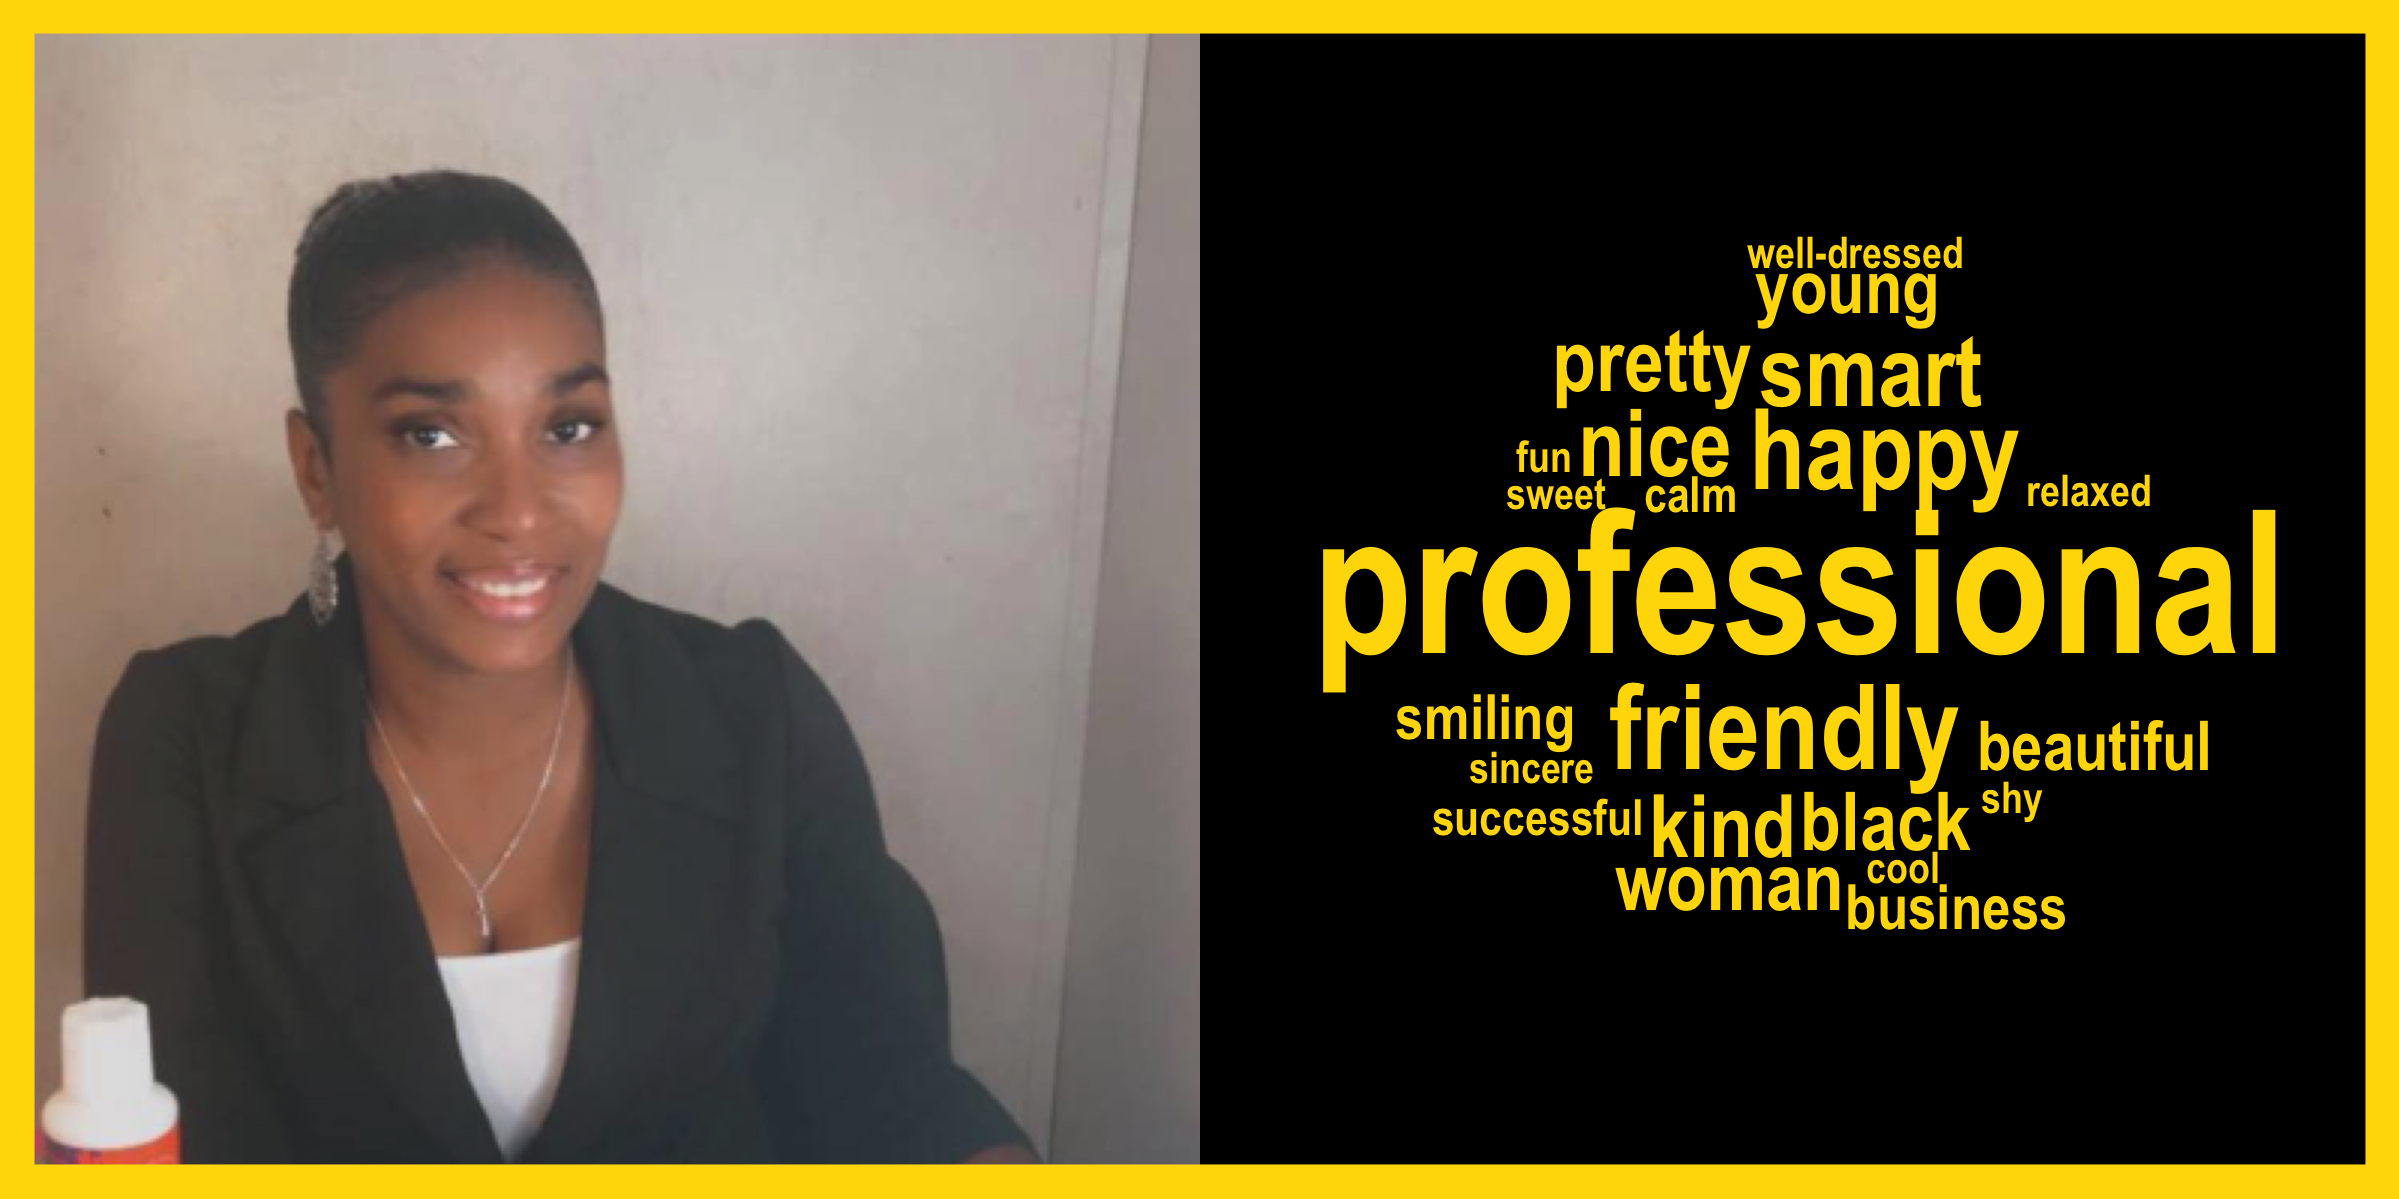 well-dressed
young
pretty smart
fun nice happy
sweet calm relaxed
professional
smiling friendly beautiful
sincere shy
successful kind black
woman cool
business